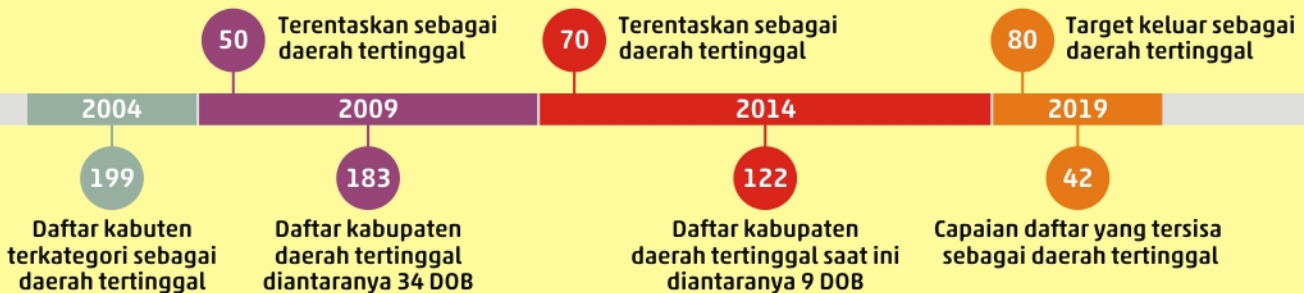 50
Terentaskan sebagai
daerah tertinggal
70
Terentaskan sebagai
daerah tertinggal
80
Target keluar sebagai
daerah tertinggal
2004
2009
2014
2019
199
Daftar kabuten
terkategori sebagai
daerah tertinggal
183
Daftar kabupaten
daerah tertinggal
diantaranya 34 DOB
122
Daftar kabupaten
daerah tertinggal saat ini
diantaranya 9 DOB
42
Capaian daftar yang tersisa
sebagai daerah tertinggal